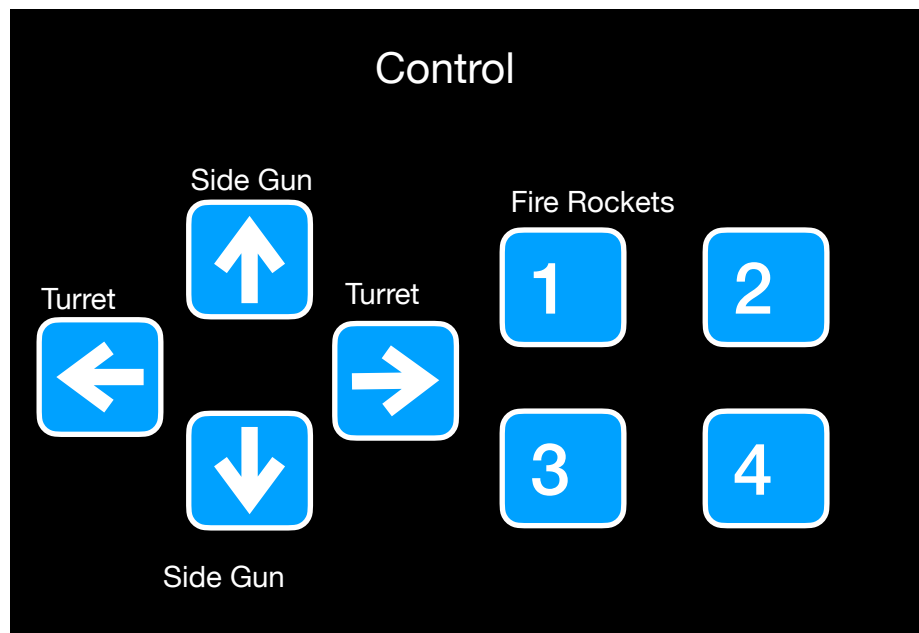 Control
Side Gun
Fire Rockets
1 2
Turret
Turret
3 4
Side Gun